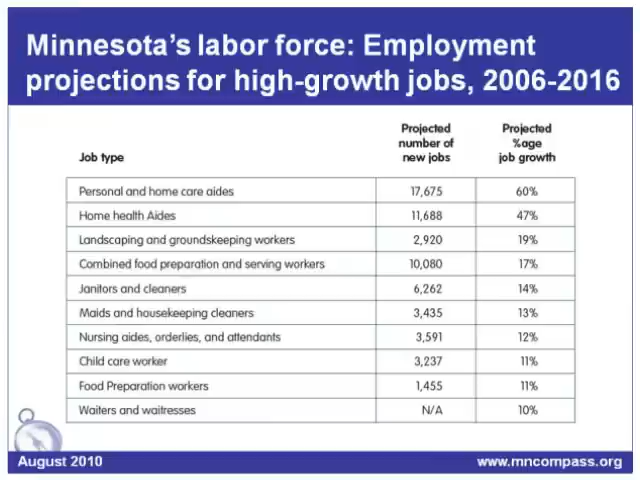 Minnesota's labor force: Employment
projections for high-growth jobs, 2006-2016
Projected number of new jobs
Projected %age job growth
Job type
Personal and home care aides 17,675 60%
Home health Aides 11,688 47%
Landscaping and groundskeeping workers 2,920 19%
Combined food preparation and serving workers 10,080 17%
Janitors and cleaners 6,262 14%
Maids and housekeeping cleaners 3,435 13%
Nursing aides, orderlies, and attendants 3,591 12%
Child care worker 3,237 11%
Food Preparation workers 1,455 11%
Waiters and waitresses N/A 10%
August 2010 www.mncompass.org